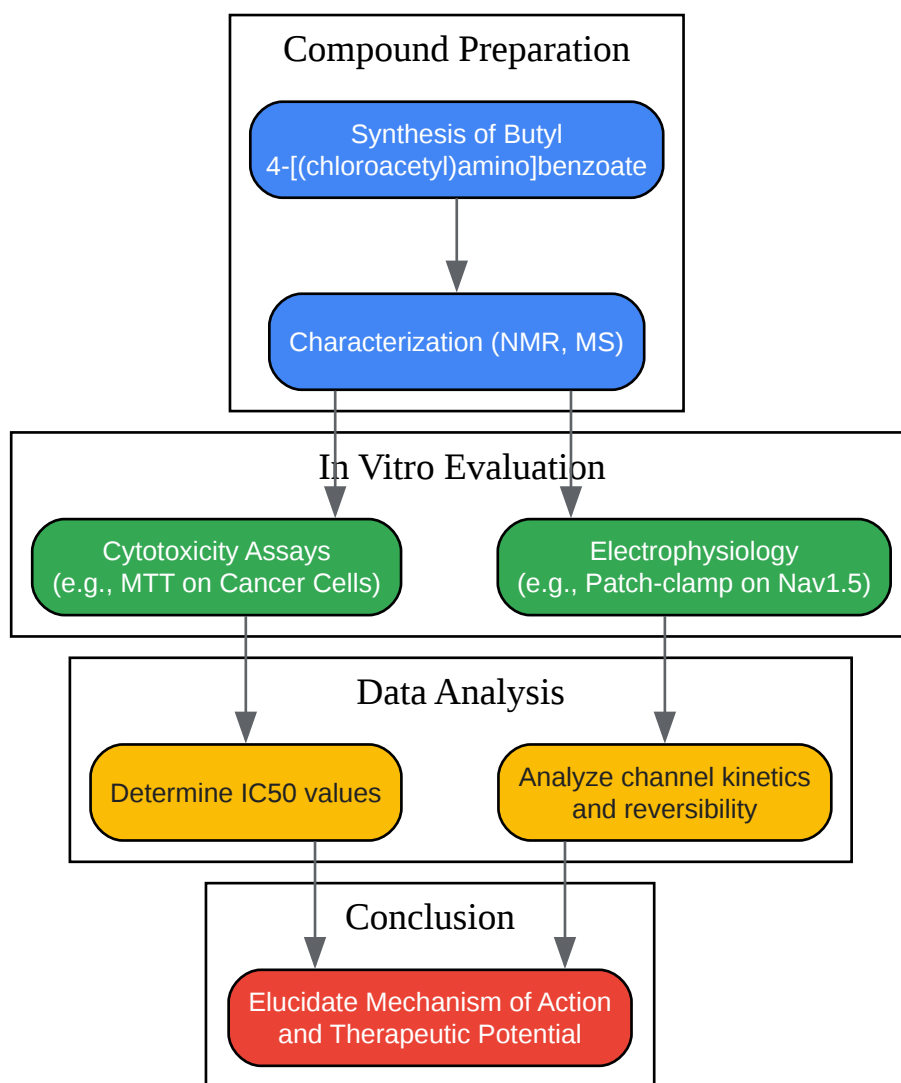 Compound Preparation
Synthesis of Butyl
4-[(chloroacetyl)amino]benzoate
Characterization (NMR, MS)
In Vitro Evaluation
Cytotoxicity Assays
(e.g., MTT on Cancer Cells)
Electrophysiology
(e.g., Patch-clamp on Nav1.5)
Data Analysis
Determine IC50 values
Analyze channel kinetics
and reversibility
Conclusion
Elucidate Mechanism of Action
and Therapeutic Potential